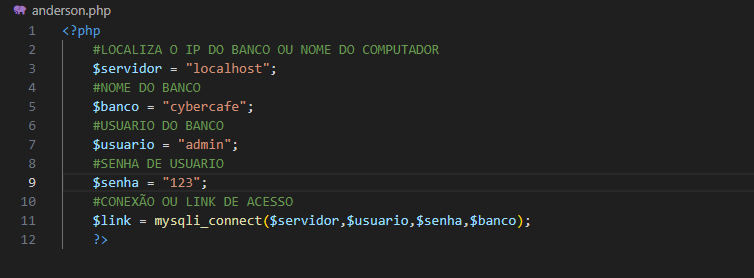 anderson.php
1 <?php
2 #LOCALIZA O IP DO BANCO OU NOME DO COMPUTADOR
3 $servidor = "localhost";
4 #NOME DO BANCO
5 $banco = "cybercafe";
6 #USUARIO DO BANCO
7 $usuario = "admin";
8 #SENHA DE USUARIO
9 $senha = "123";
10 #CONEXÃO OU LINK DE ACESSO
11 $link = mysqli_connect($servidor,$usuario,$senha,$banco);
12 ?>